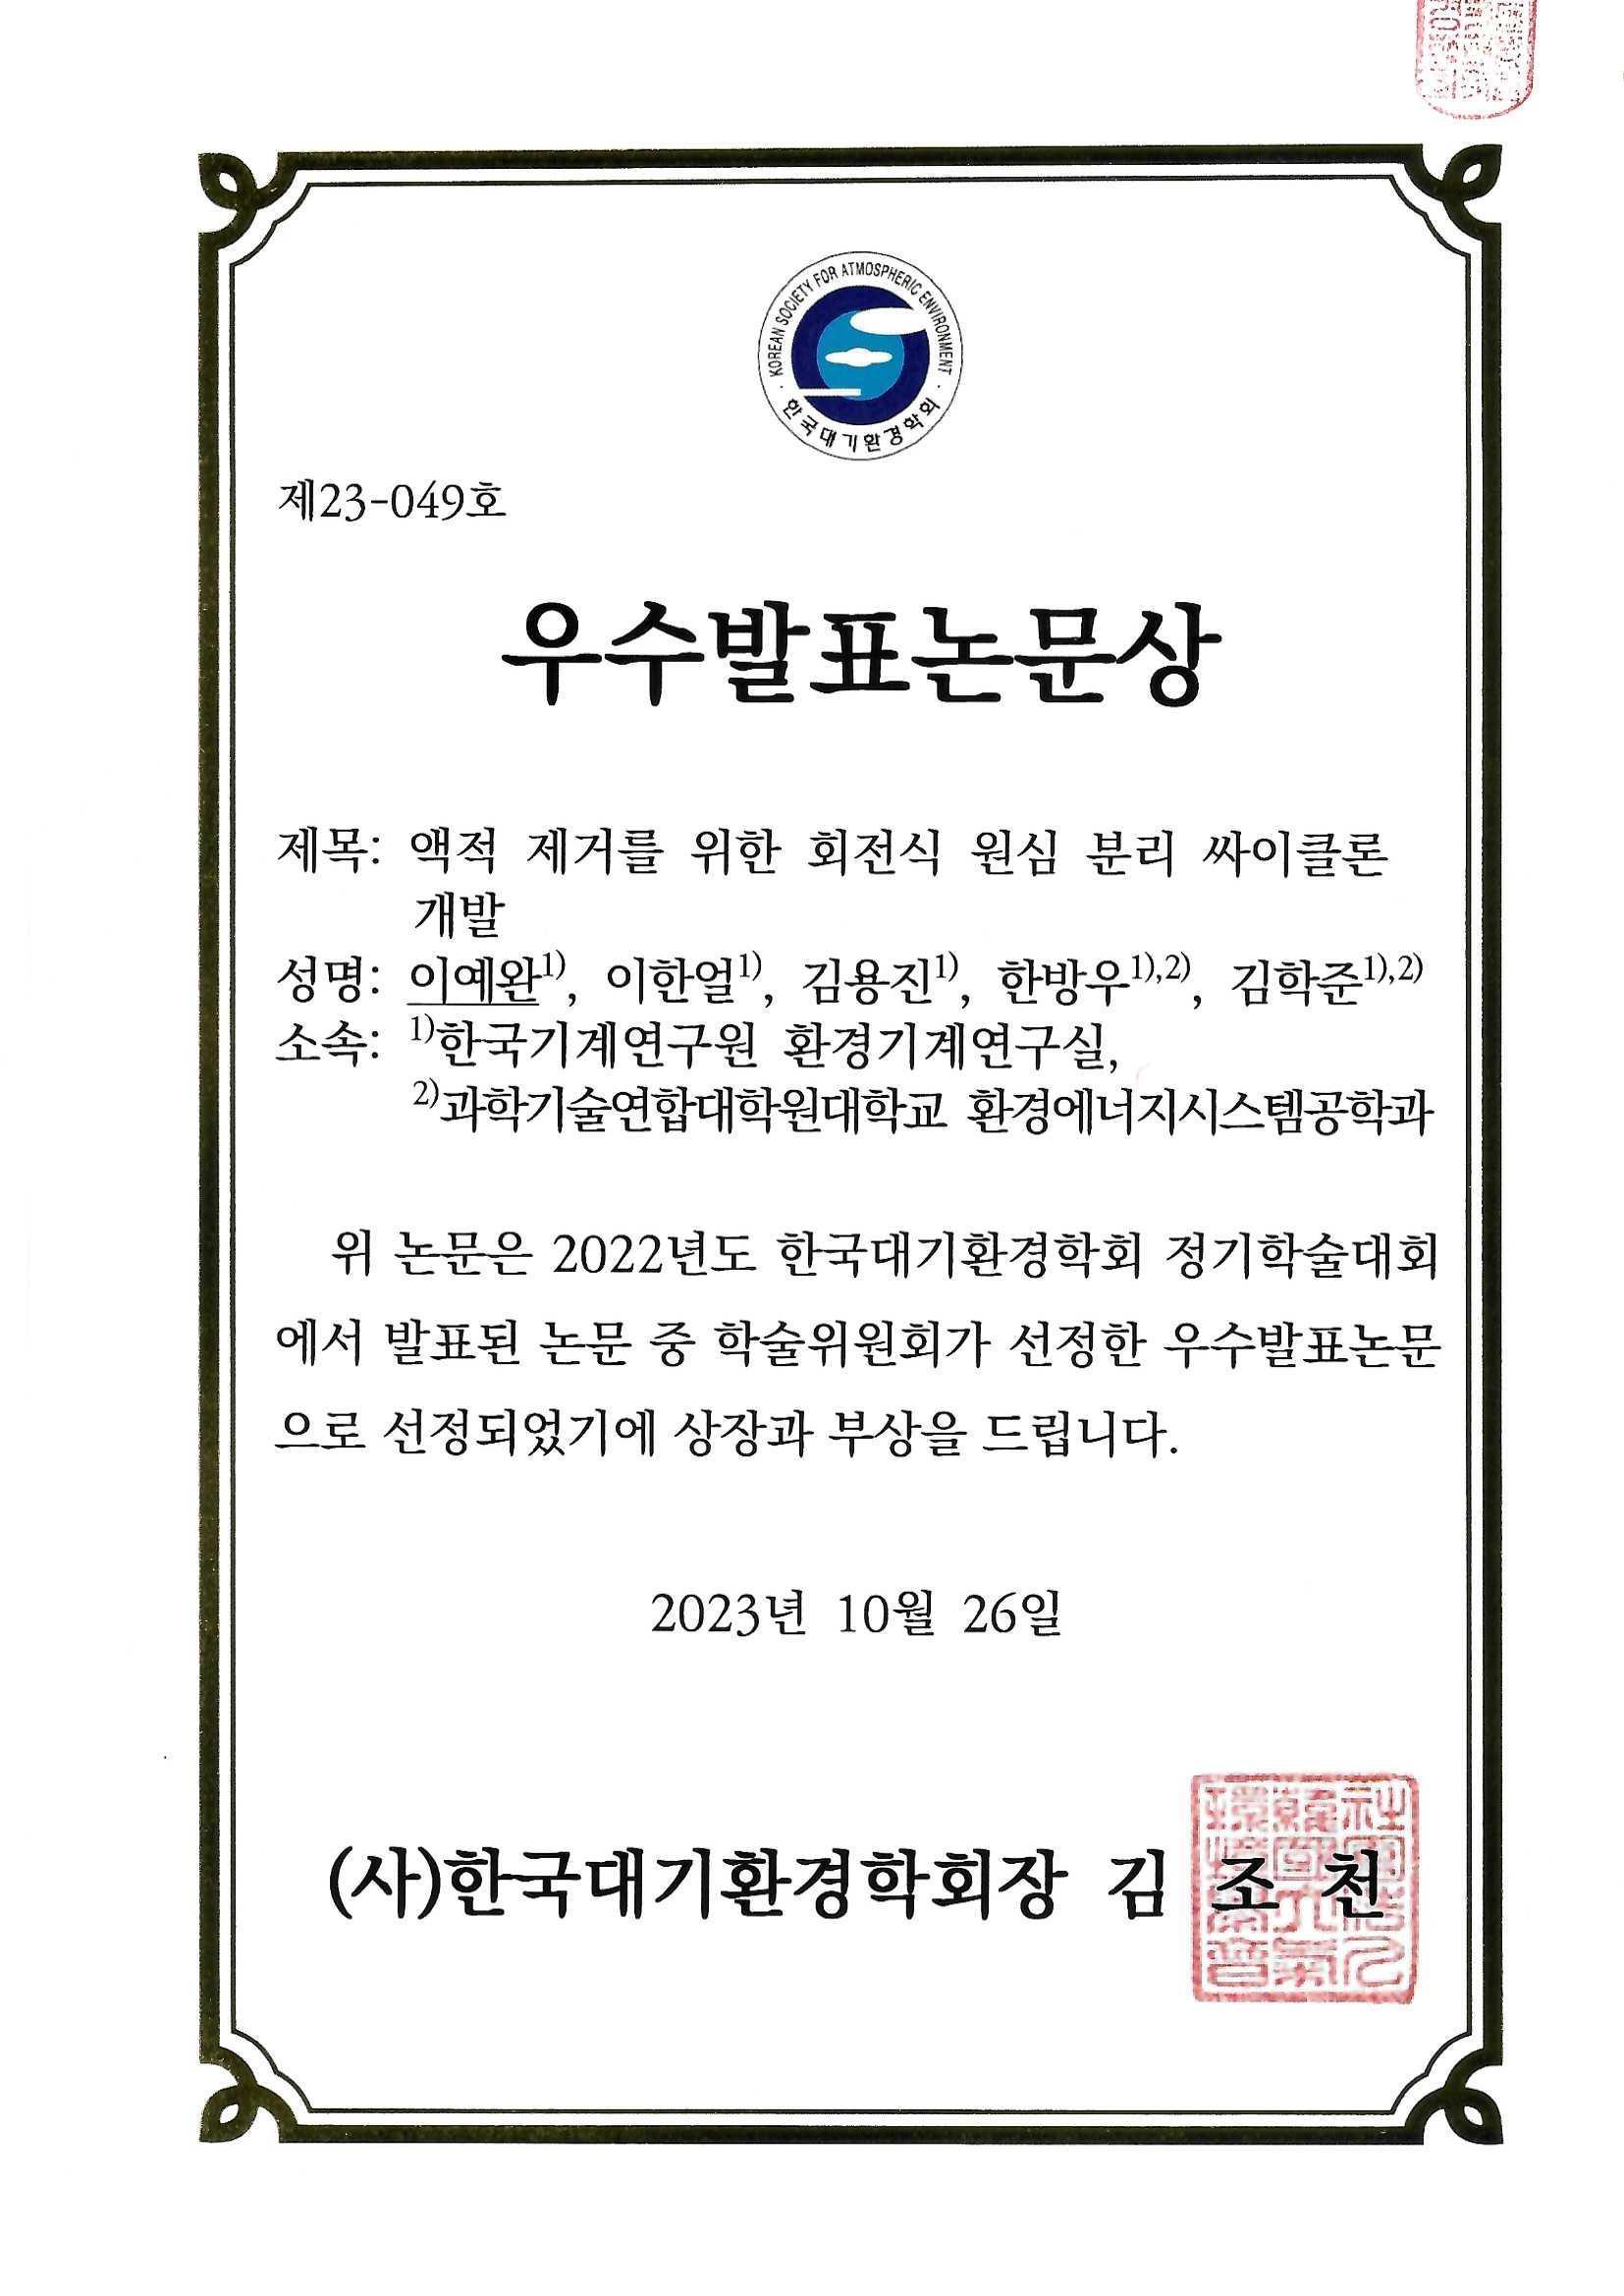 · KOREAN SOCIETY FOR ATMOSPHERIC ENVIRONMENT ·
한국대기환경학회
제23-049호
우수발표논문상
제목: 액적 제거를 위한 회전식 원심 분리 싸이클론
개발
성명: 이예완1), 이한얼1), 김용진1), 한방우1),2), 김학준1),2)
소속: 1)한국기계연구원 환경기계연구실,
2)과학기술연합대학원대학교 환경에너지시스템공학과
위 논문은 2022년도 한국대기환경학회 정기학술대회
에서 발표된 논문 중 학술위원회가 선정한 우수발표논문
으로 선정되었기에 상장과 부상을 드립니다.
2023년 10월 26일
(사)한국대기환경학회장 김 조 천